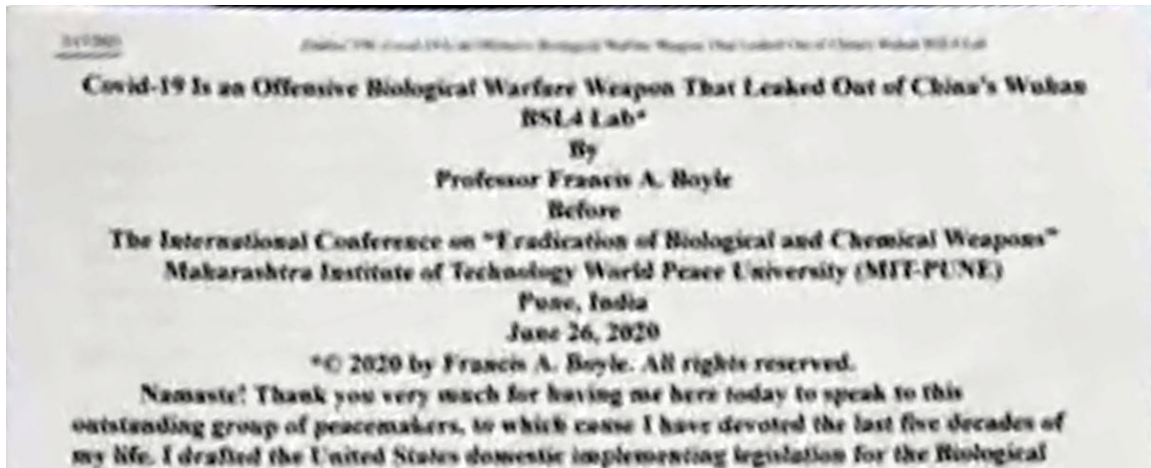 Covid-19 Is an Offensive Biological Warfare Weapon That Leaked Out of China's Wuhan
BSL4 Lab*
By
Professor Francis A. Boyle
Before
The International Conference on "Eradication of Biological and Chemical Weapons"
Maharashtra Institute of Technology World Peace University (MIT-PUNE)
Pune, India
June 26, 2020
*© 2020 by Francis A. Boyle. All rights reserved.
Namaste! Thank you very much for having me here today to speak to this
outstanding group of peacemakers, to which cause I have devoted the last five decades of
my life. I drafted the United States domestic implementing legislation for the Biological